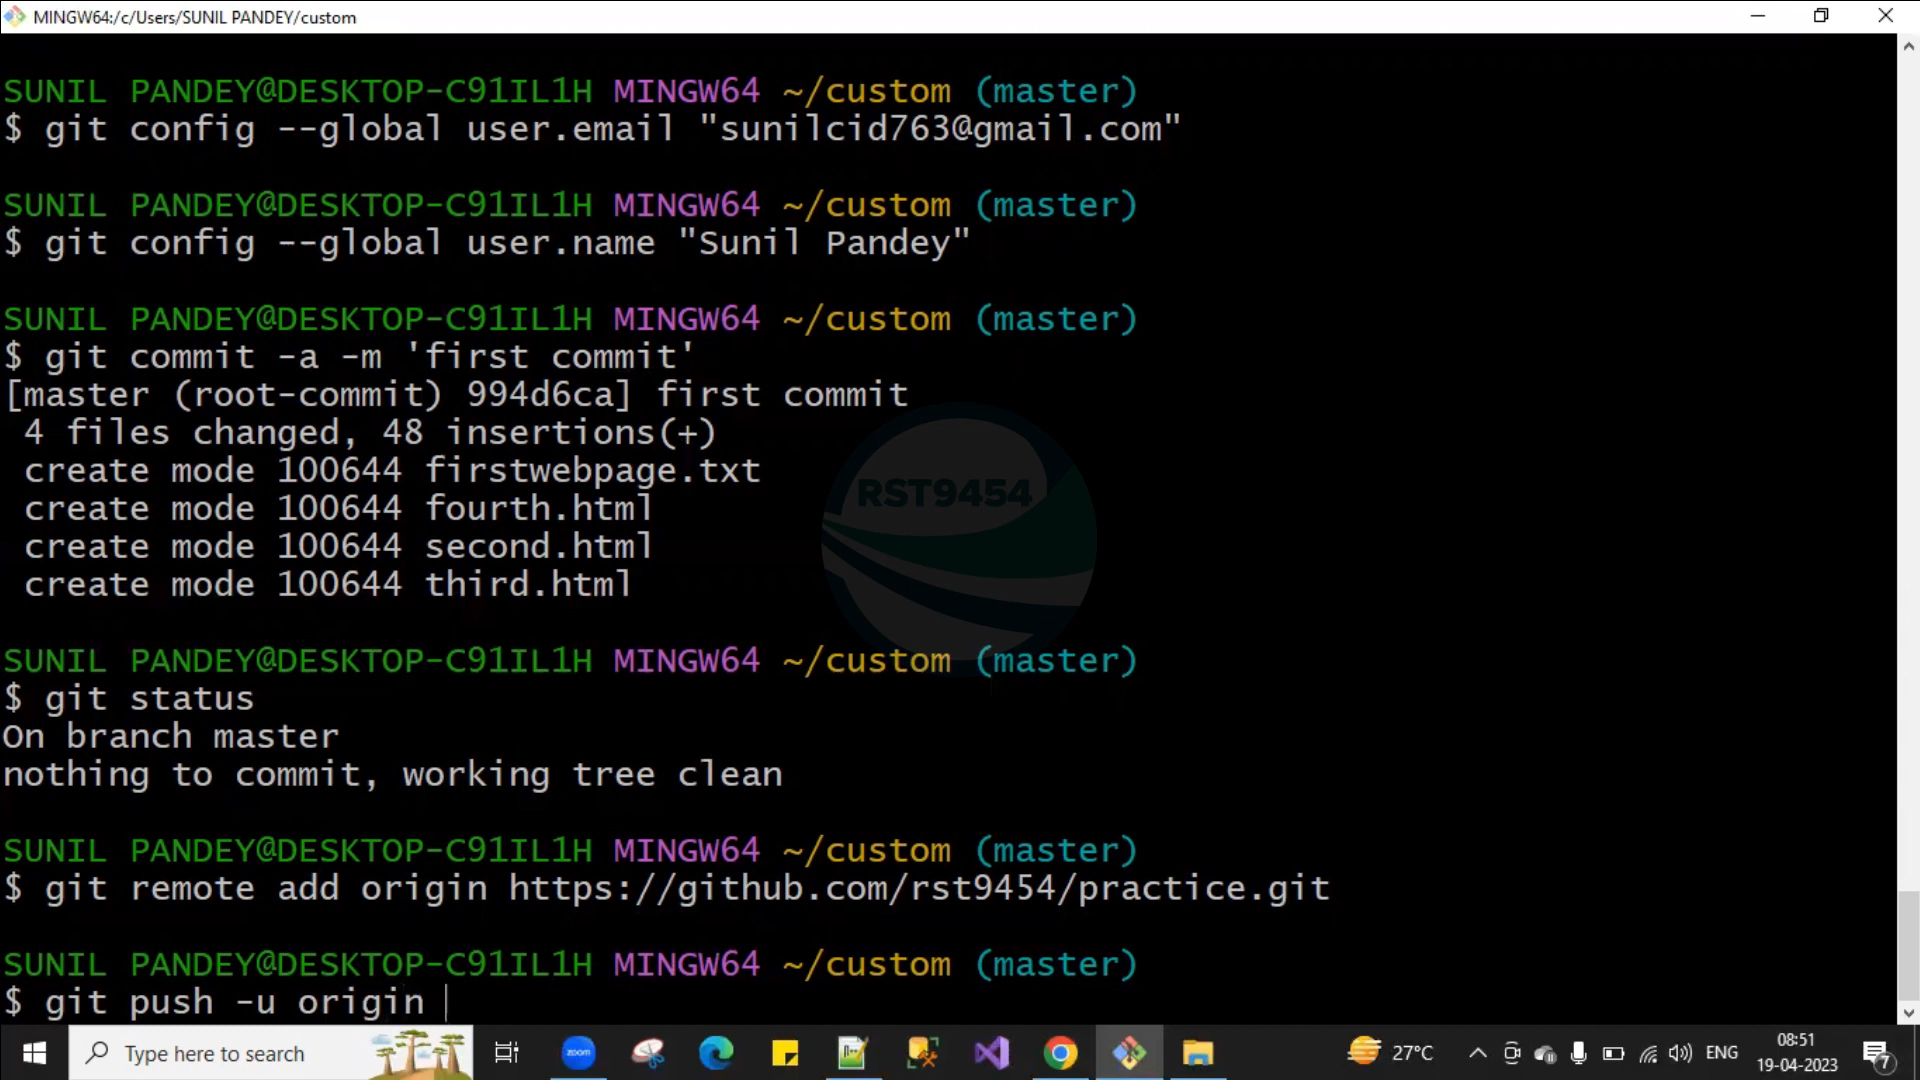 MINGW64:/c/Users/SUNIL PANDEY/custom
SUNIL PANDEY@DESKTOP-C91IL1H MINGW64 ~/custom (master)
$ git config --global user.email "sunilcid763@gmail.com"
SUNIL PANDEY@DESKTOP-C91IL1H MINGW64 ~/custom (master)
$ git config --global user.name "Sunil Pandey"
SUNIL PANDEY@DESKTOP-C91IL1H MINGW64 ~/custom (master)
$ git commit -a -m 'first commit'
[master (root-commit) 994d6ca] first commit
4 files changed, 48 insertions(+)
create mode 100644 firstwebpage.txt
RST9454
create mode 100644 fourth.html
create mode 100644 second.html
create mode 100644 third.html
SUNIL PANDEY@DESKTOP-C91IL1H MINGW64 ~/custom (master)
$ git status
On branch master
nothing to commit, working tree clean
SUNIL PANDEY@DESKTOP-C91IL1H MINGW64 ~/custom (master)
$ git remote add origin https://github.com/rst9454/practice.git
SUNIL PANDEY@DESKTOP-C91IL1H MINGW64 ~/custom (master)
$ git push -u origin
Type here to search
zoom
27°C
ENG
08:51
19-04-2023
7